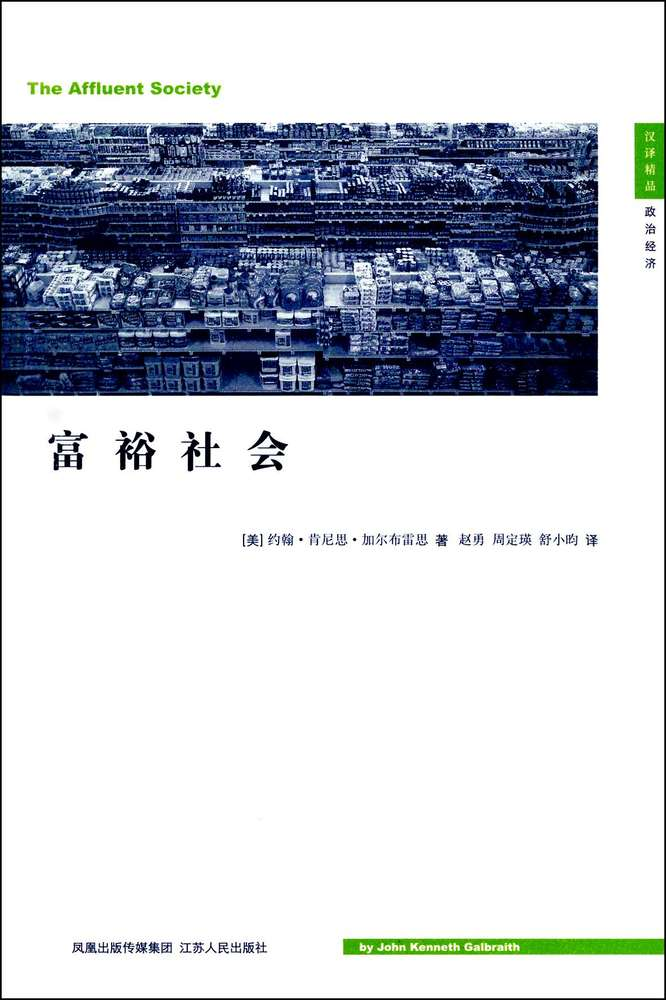 The Affluent Society
汉译精品
政治经济
富裕社会
[美]约翰·肯尼思·加尔布雷思 著 赵勇 周定瑛 舒小昀 译
凤凰出版传媒集团 江苏人民出版社
by John Kenneth Galbraith